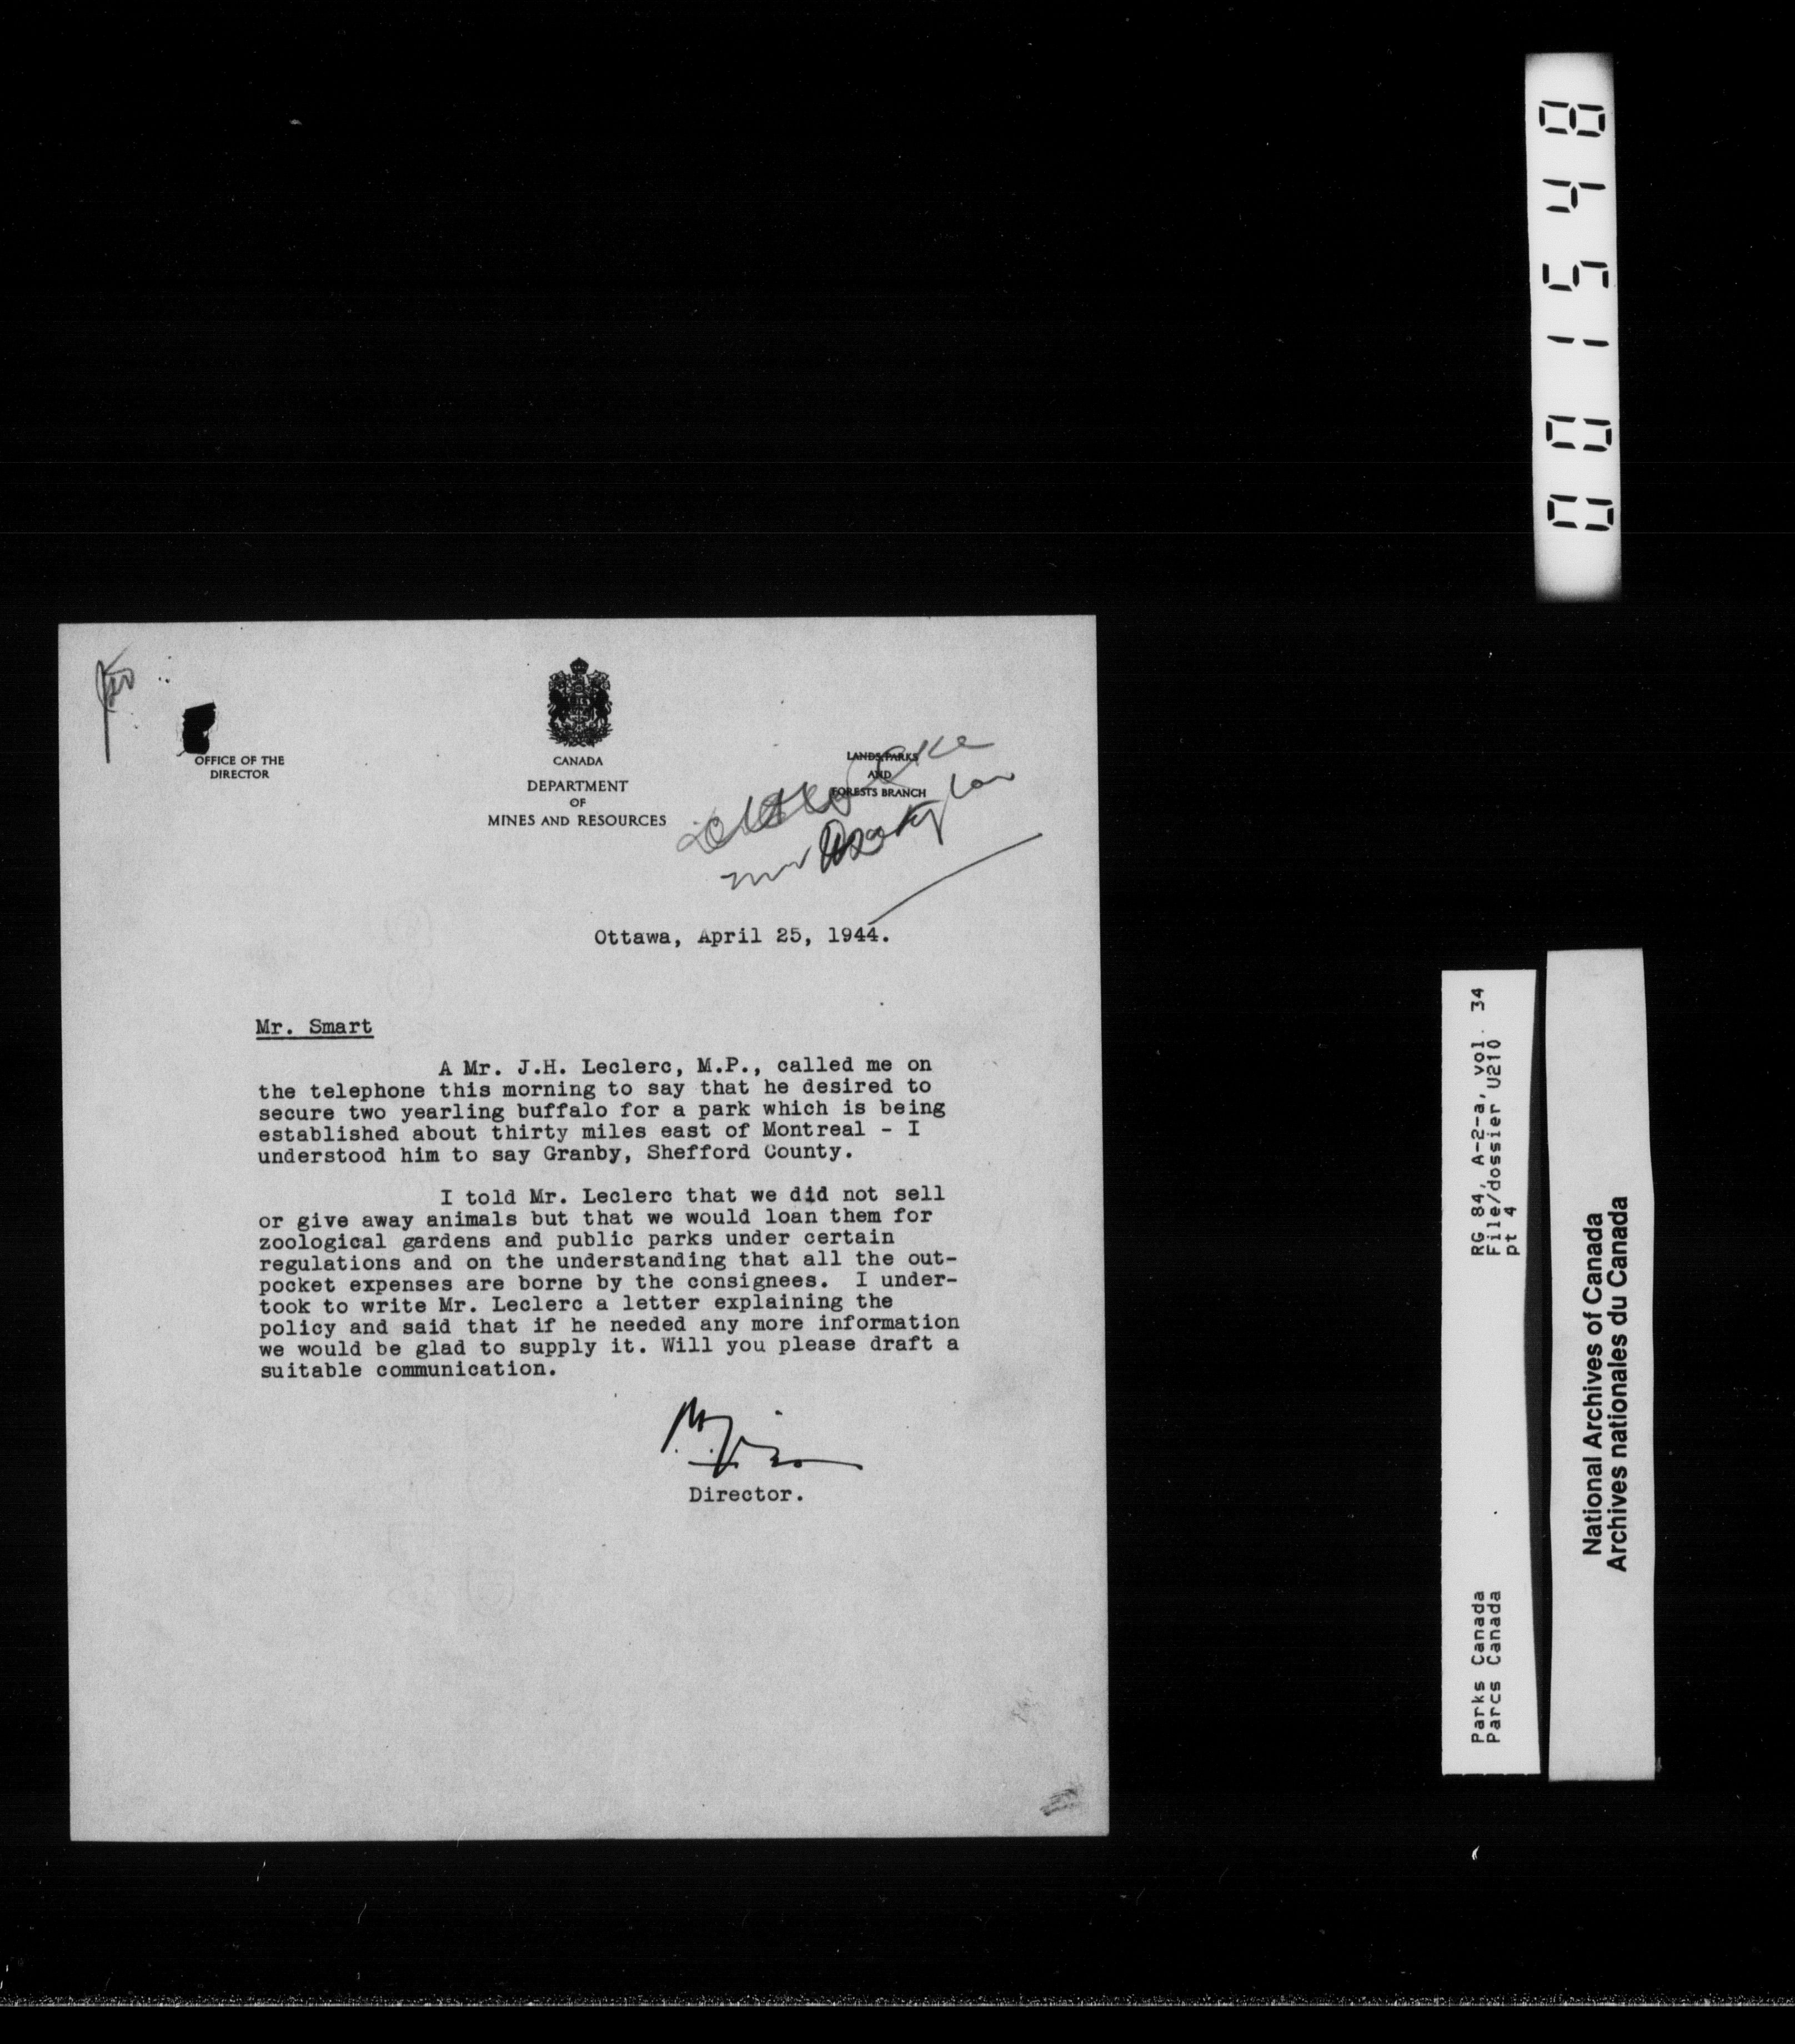 001548
OFFICE OF THE
DIRECTOR
CANADA
DEPARTMENT
OF
MINES AND RESOURCES
LANDS, PARKS
AND
FORESTS BRANCH
Ottawa, April 25, 1944.
Mr. Smart
A Mr. J.H. Leclerc, M.P., called me on
the telephone this morning to say that he desired to
secure two yearling buffalo for a park which is being
established about thirty miles east of Montreal - I
understood him to say Granby, Shefford County.
I told Mr. Leclerc that we did not sell
or give away animals but that we would loan them for
zoological gardens and public parks under certain
regulations and on the understanding that all the out-
pocket expenses are borne by the consignees. I under-
took to write Mr. Leclerc a letter explaining the
policy and said that if he needed any more information
we would be glad to supply it. Will you please draft a
suitable communication.
Director.
Parks Canada
Parcs Canada
RG 84, A-2-a, vol. 34
File/dossier U210
pt 4
National Archives of Canada
Archives nationales du Canada